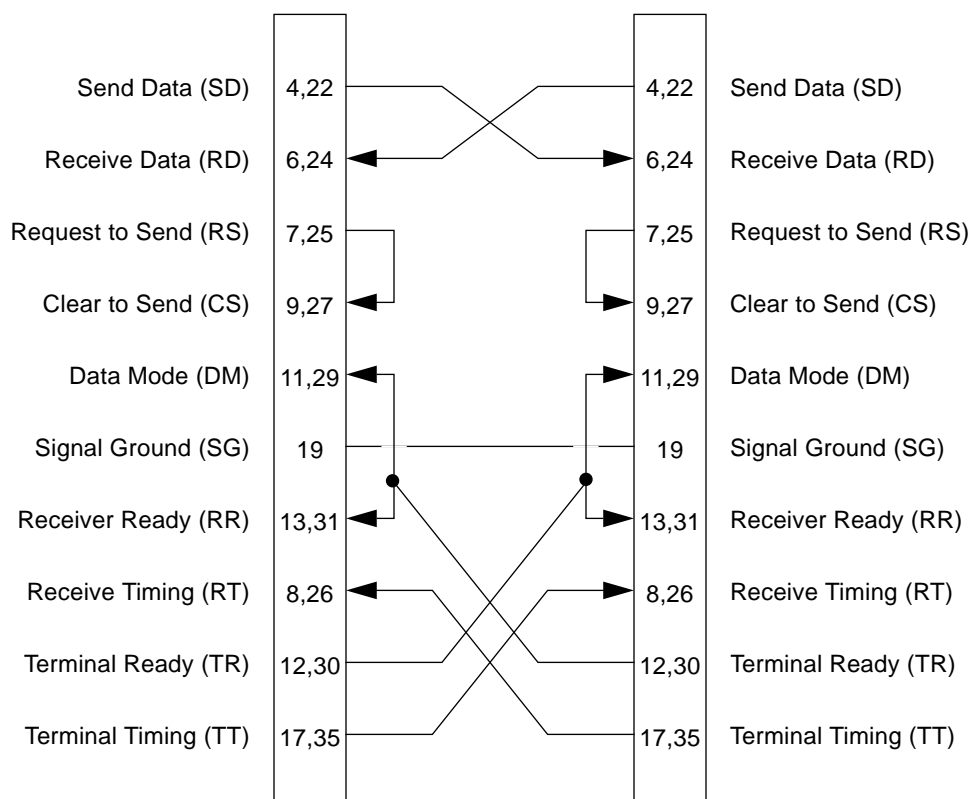 Send Data (SD) 4,22 4,22 Send Data (SD)
Receive Data (RD) 6,24 6,24 Receive Data (RD)
Request to Send (RS) 7,25 7,25 Request to Send (RS)
Clear to Send (CS) 9,27 9,27 Clear to Send (CS)
Data Mode (DM) 11,29 11,29 Data Mode (DM)
Signal Ground (SG) 19 19 Signal Ground (SG)
Receiver Ready (RR) 13,31 13,31 Receiver Ready (RR)
Receive Timing (RT) 8,26 8,26 Receive Timing (RT)
Terminal Ready (TR) 12,30 12,30 Terminal Ready (TR)
Terminal Timing (TT) 17,35 17,35 Terminal Timing (TT)